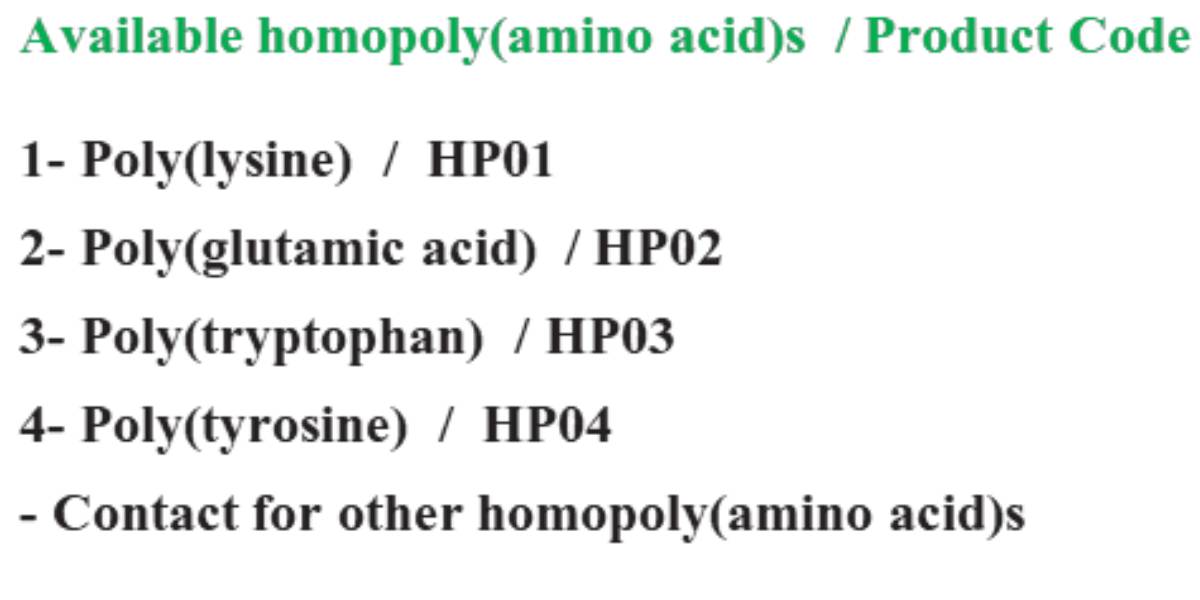 Available homopoly(amino acid)s / Product Code
1- Poly(lysine) / HP01
2- Poly(glutamic acid) / HP02
3- Poly(tryptophan) / HP03
4- Poly(tyrosine) / HP04
- Contact for other homopoly(amino acid)s